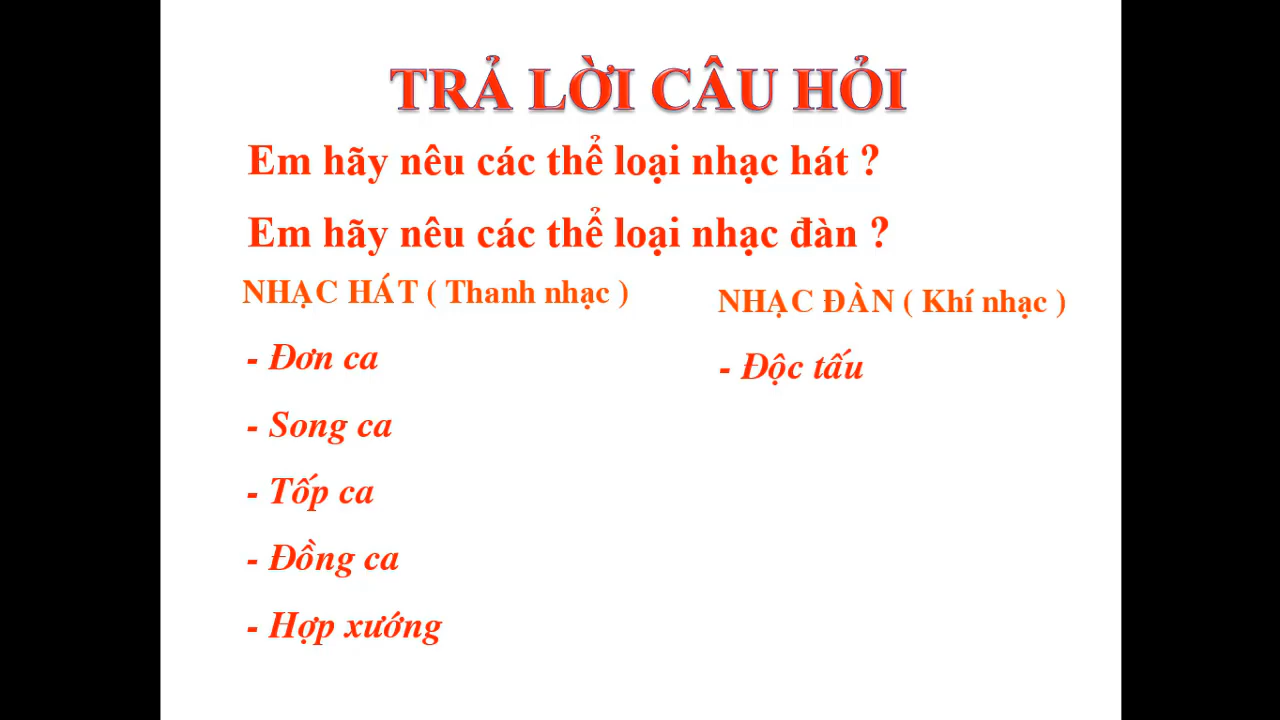 TRẢ LỜI CÂU HỎI
Em hãy nêu các thể loại nhạc hát ?
Em hãy nêu các thể loại nhạc đàn ?
NHẠC HÁT ( Thanh nhạc )
- Đơn ca
- Song ca
- Tốp ca
- Đồng ca
- Hợp xướng
NHẠC ĐÀN ( Khí nhạc )
- Độc tấu